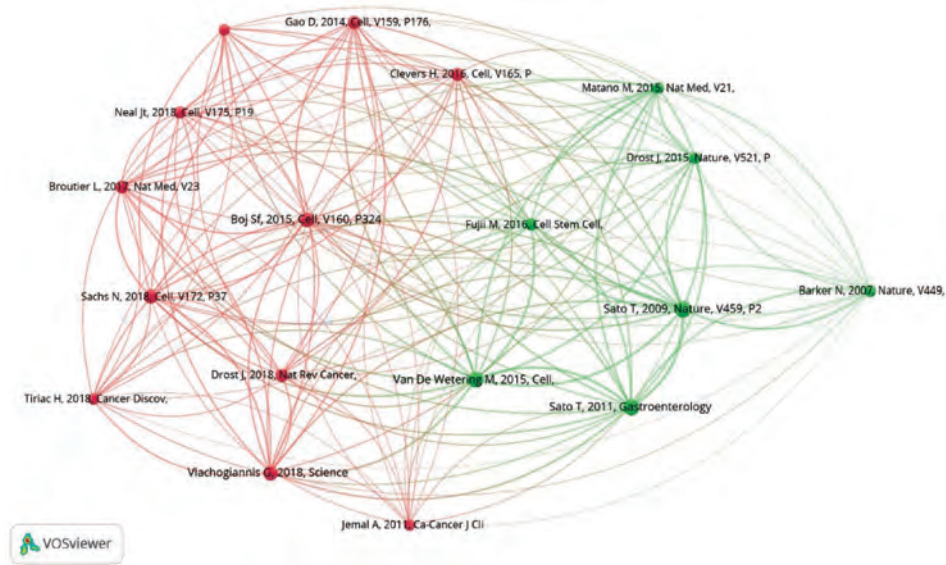 Gao D, 2014, Cell, V159, P176,
Clevers H, 2016, Cell, V165, P
Matano M, 2015, Nat Med, V21,
Neal Jt, 2018, Cell, V175, P19
Drost J, 2015, Nature, V521, P
Broutier L, 2017, Nat Med, V23
Boj Sf, 2015, Cell, V160, P324
Fujii M, 2016, Cell Stem Cell,
Barker N, 2007, Nature, V449,
Sachs N, 2018, Cell, V172, P37
Sato T, 2009, Nature, V459, P2
Drost J, 2018, Nat Rev Cancer,
Van De Wetering M, 2015, Cell,
Tiriac H, 2018, Cancer Discov,
Sato T, 2011, Gastroenterology
Vlachogiannis G, 2018, Science
Jemal A, 2011, Ca-Cancer J Cli
VOSviewer